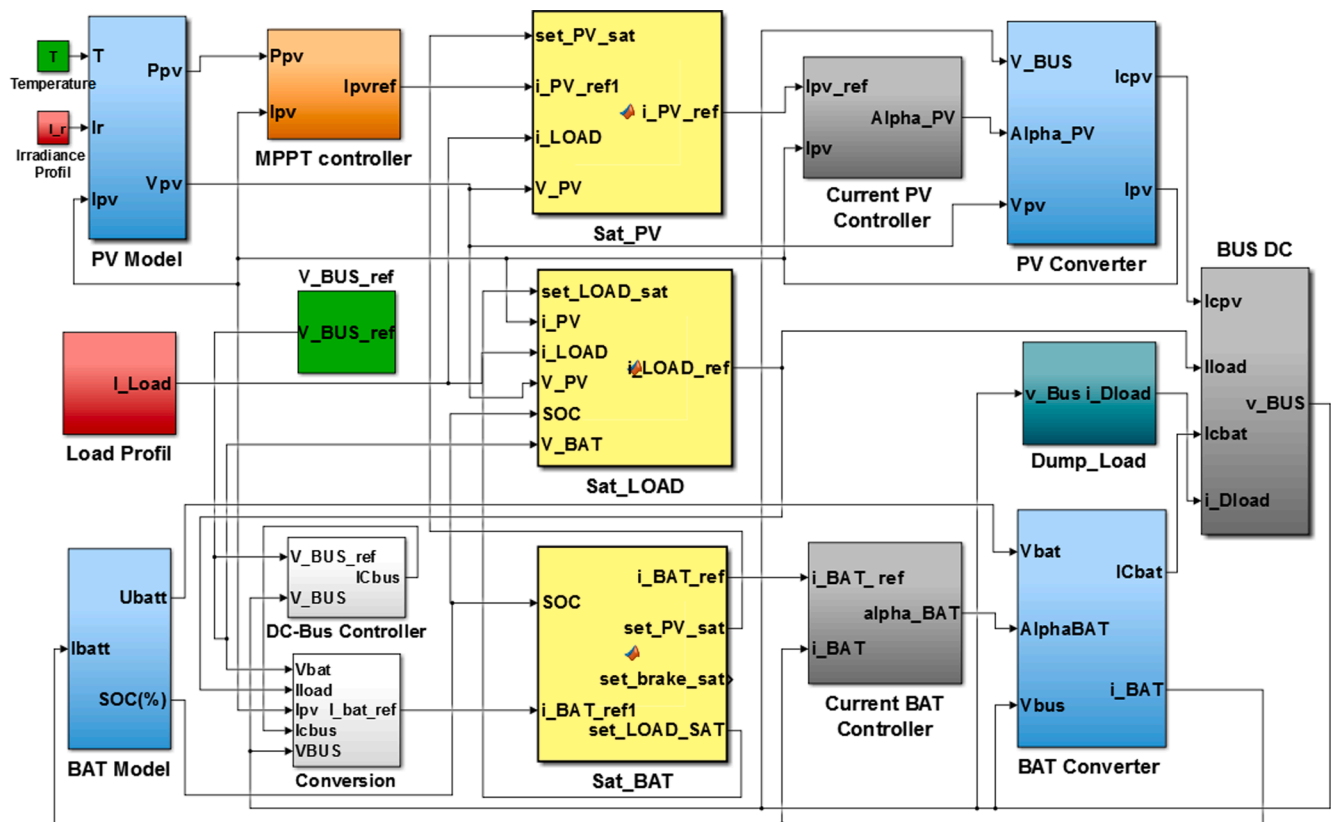 T
Temperature
I_r
Irradiance
Profil
T
Ir
Ipv
Ppv
Vpv
PV Model
Ppv
Ipv
Ipvref
MPPT controller
set_PV_sat
i_PV_ref1
i_LOAD
V_PV
i_PV_ref
Sat_PV
Ipv_ref
Ipv
Alpha_PV
Current PV
Controller
V_BUS
Alpha_PV
Vpv
Icpv
Ipv
PV Converter
BUS DC
Icpv
Iload
Icbat
i_Dload
v_BUS
V_BUS_ref
V_BUS_ref
I_Load
Load Profil
set_LOAD_sat
i_PV
i_LOAD
V_PV
SOC
V_BAT
i_LOAD_ref
Sat_LOAD
v_Bus i_Dload
Dump_Load
Ubatt
Ibatt
SOC(%)
BAT Model
V_BUS_ref
ICbus
V_BUS
DC-Bus Controller
Vbat
Iload
Ipv I_bat_ref
Icbus
VBUS
Conversion
SOC
i_BAT_ref1
i_BAT_ref
set_PV_sat
set_brake_sat
set_LOAD_SAT
Sat_BAT
i_BAT_ref
i_BAT
alpha_BAT
Current BAT
Controller
Vbat
AlphaBAT
Vbus
ICbat
i_BAT
BAT Converter